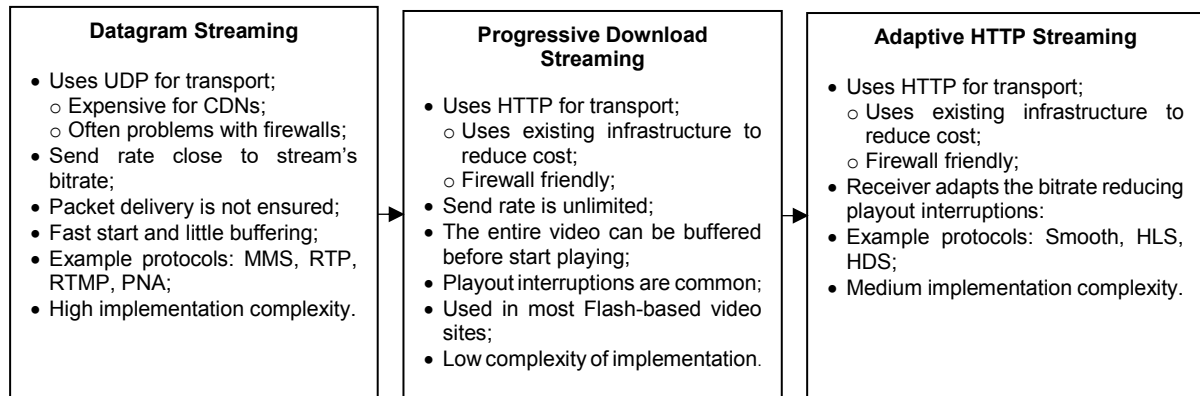 Datagram Streaming
• Uses UDP for transport;
o Expensive for CDNs;
o Often problems with firewalls;
• Send rate close to stream's
bitrate;
• Packet delivery is not ensured;
• Fast start and little buffering;
• Example protocols: MMS, RTP,
RTMP, PNA;
• High implementation complexity.
Progressive Download
Streaming
• Uses HTTP for transport;
o Uses existing infrastructure to
reduce cost;
o Firewall friendly;
• Send rate is unlimited;
• The entire video can be buffered
before start playing;
• Playout interruptions are common;
• Used in most Flash-based video
sites;
• Low complexity of implementation.
Adaptive HTTP Streaming
• Uses HTTP for transport;
o Uses existing infrastructure to
reduce cost;
o Firewall friendly;
• Receiver adapts the bitrate reducing
playout interruptions:
• Example protocols: Smooth, HLS,
HDS;
• Medium implementation complexity.